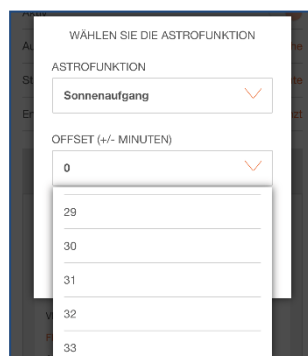 WÄHLEN SIE DIE ASTROFUNKTION
ASTROFUNKTION
Sonnenaufgang
OFFSET (+/- MINUTEN)
0
29
30
31
32
33